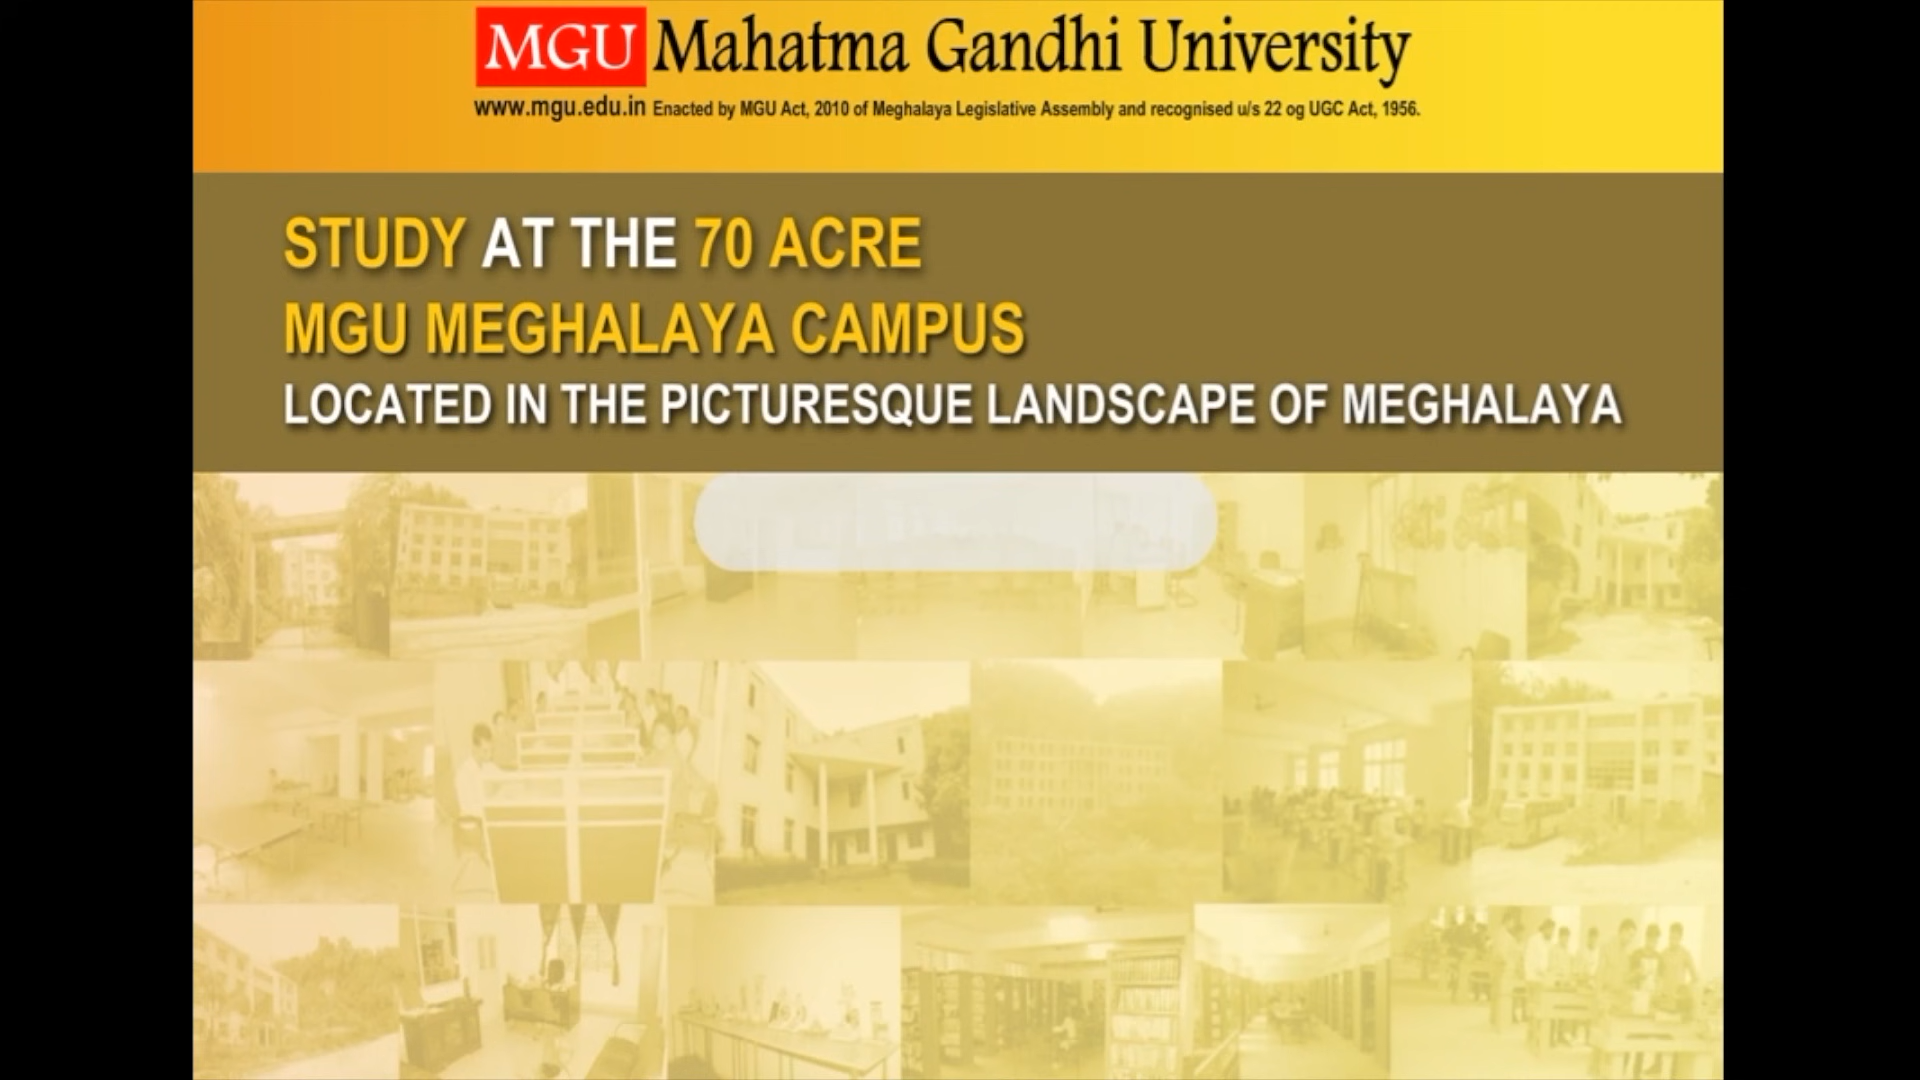 MGU Mahatma Gandhi University
www.mgu.edu.in Enacted by MGU Act, 2010 of Meghalaya Legislative Assembly and recognised u/s 22 og UGC Act, 1956.
STUDY AT THE 70 ACRE
MGU MEGHALAYA CAMPUS
LOCATED IN THE PICTURESQUE LANDSCAPE OF MEGHALAYA